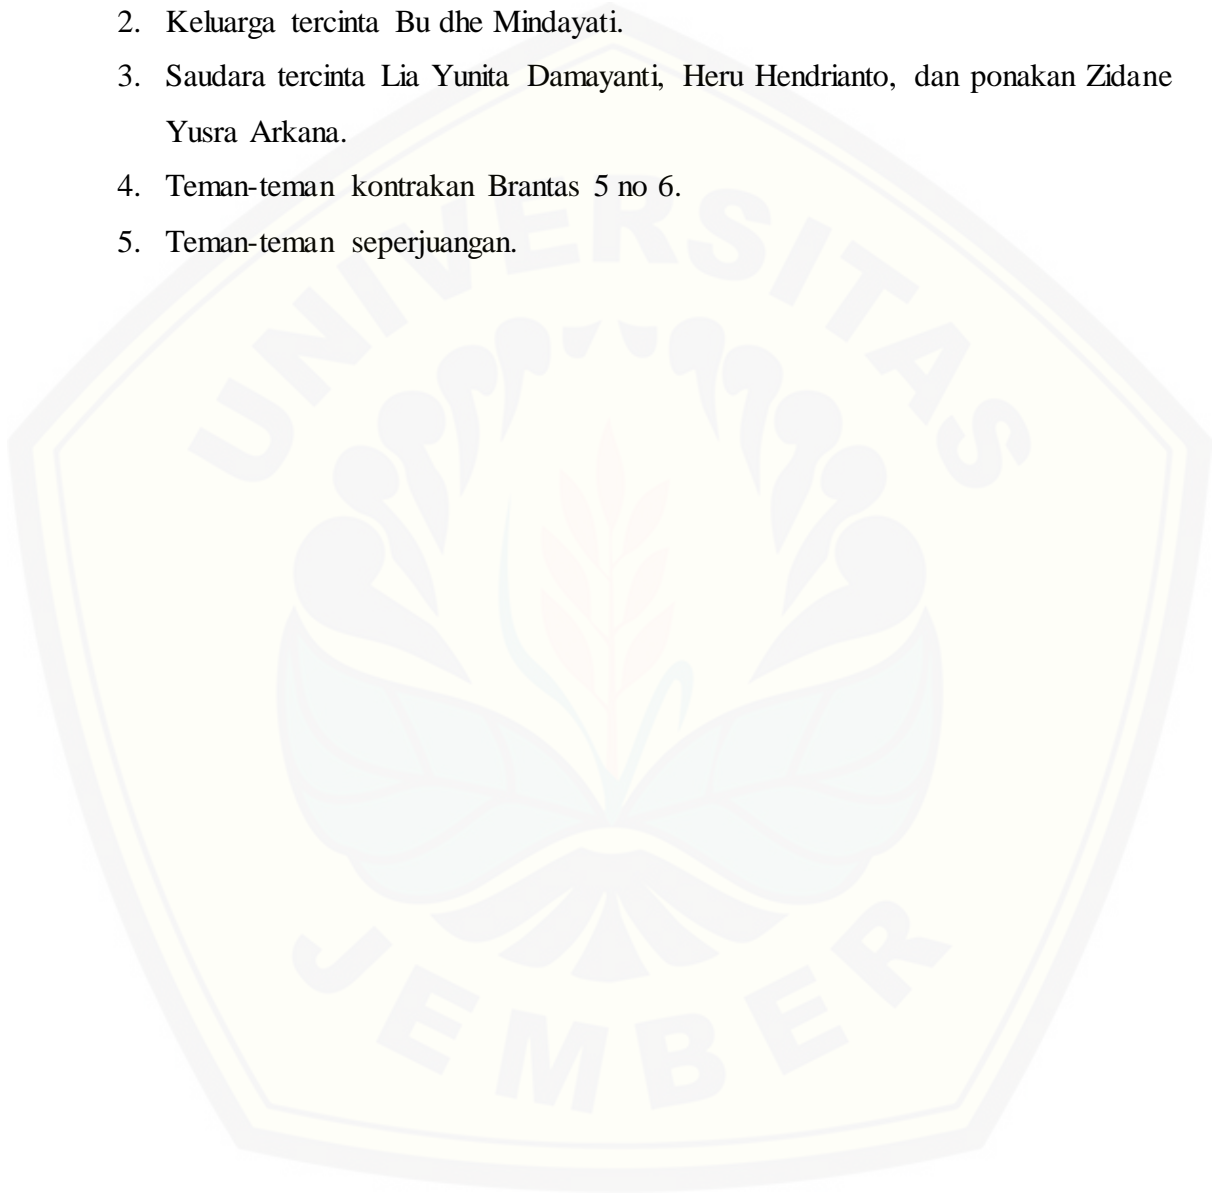 2. Keluarga tercinta Bu dhe Mindayati.
3. Saudara tercinta Lia Yunita Damayanti, Heru Hendrianto, dan ponakan Zidane
Yusra Arkana.
4. Teman-teman kontrakan Brantas 5 no 6.
5. Teman-teman seperjuangan.
UNIVERSITAS
JEMBER